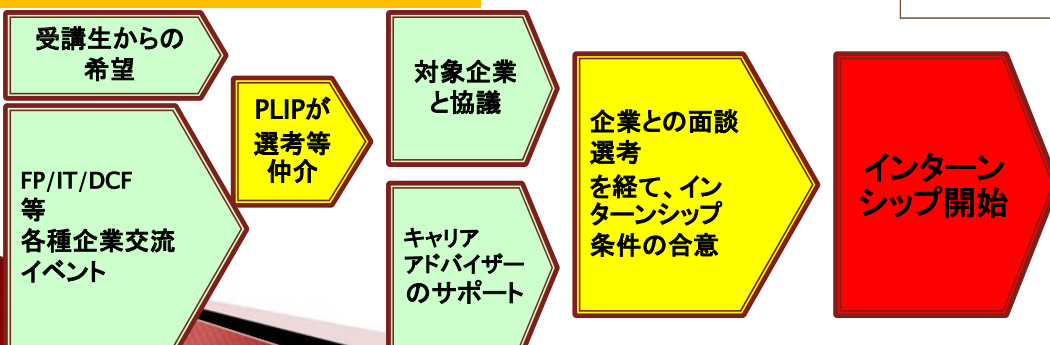 受講生からの
希望
FP/IT/DCF
等
各種企業交流
イベント
PLIPが
選考等
仲介
対象企業
と協議
キャリア
アドバイザー
のサポート
企業との面談
選考
を経て、イン
ターンシップ
条件の合意
インターン
シップ開始